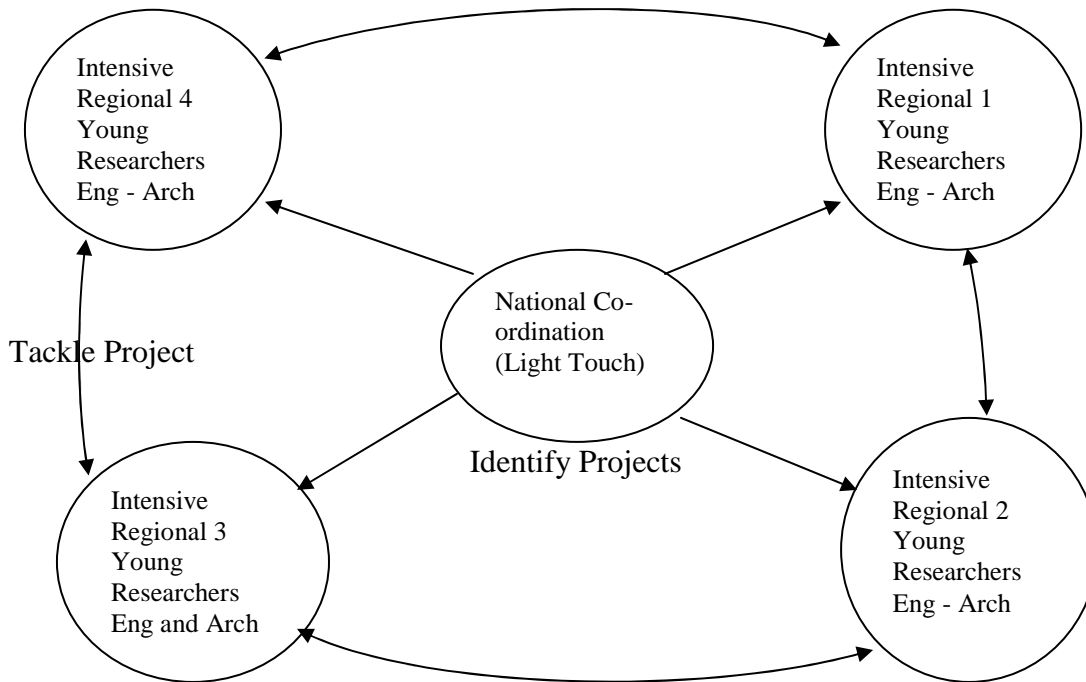 Intensive
Regional 4
Young
Researchers
Eng - Arch
Intensive
Regional 1
Young
Researchers
Eng - Arch
National Co-
ordination
(Light Touch)
Tackle Project
Identify Projects
Intensive
Regional 3
Young
Researchers
Eng and Arch
Intensive
Regional 2
Young
Researchers
Eng - Arch